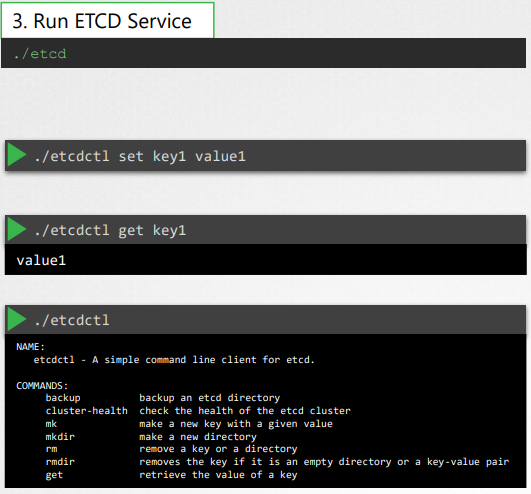 3. Run ETCD Service
./etcd
./etcdctl set key1 value1
./etcdctl get key1
value1
./etcdctl
NAME:
etcdctl - A simple command line client for etcd.
COMMANDS:
backup backup an etcd directory
cluster-health check the health of the etcd cluster
mk make a new key with a given value
mkdir make a new directory
rm remove a key or a directory
rmdir removes the key if it is an empty directory or a key-value pair
get retrieve the value of a key